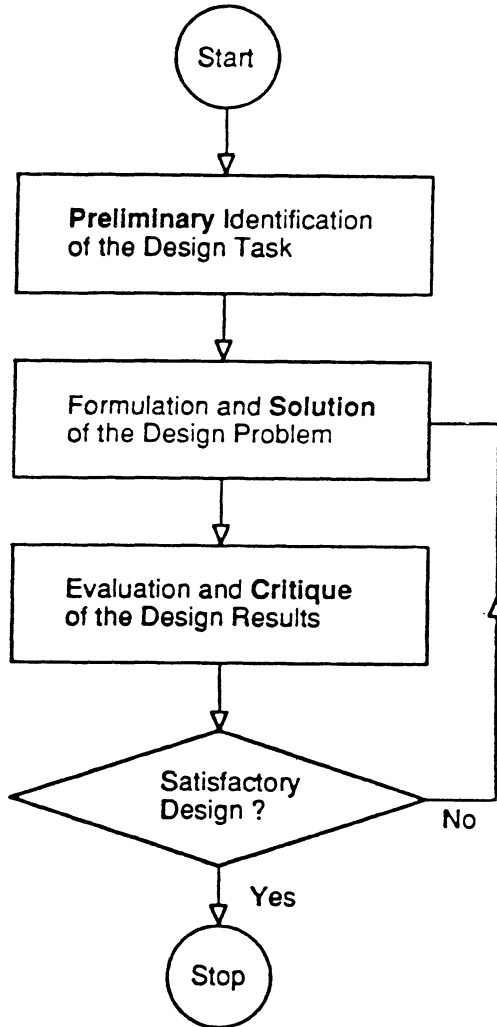 Start
Preliminary Identification
of the Design Task
Formulation and Solution
of the Design Problem
Evaluation and Critique
of the Design Results
Satisfactory
Design ?
No
Yes
Stop